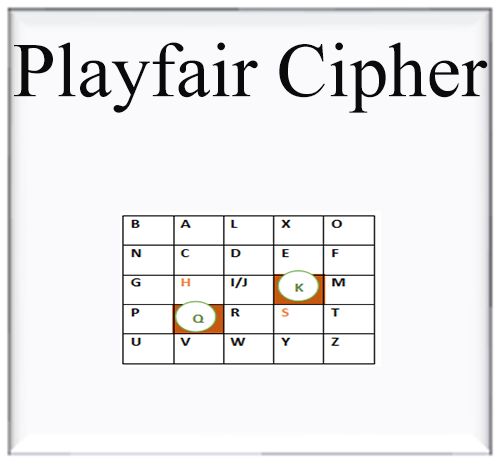 Playfair Cipher
B A L X O
N C D E F
G H I/J K M
P Q R S T
U V W Y Z